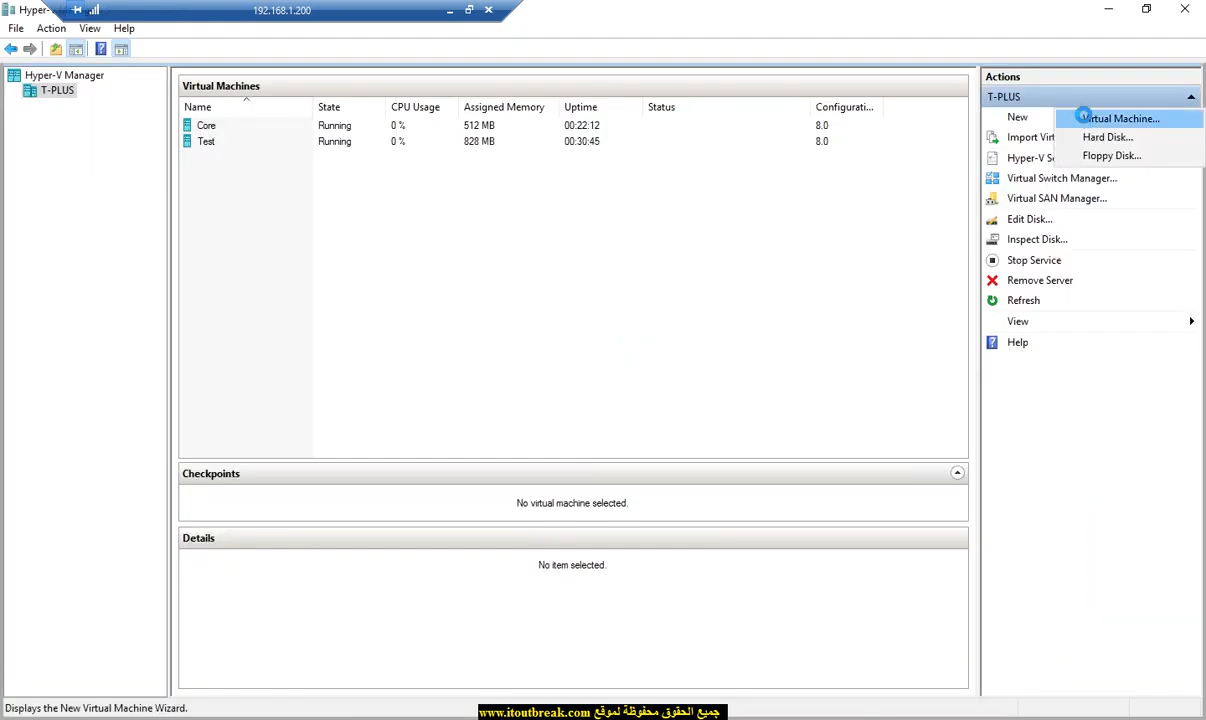 Hyper-V
192.168.1.200
File Action View Help
Hyper-V Manager
T-PLUS
Virtual Machines
Name State CPU Usage Assigned Memory Uptime Status Configurati...
Core Running 0 % 512 MB 00:22:12 8.0
Test Running 0 % 828 MB 00:30:45 8.0
Checkpoints
No virtual machine selected.
Details
No item selected.
Actions
T-PLUS
New
Virtual Machine...
Hard Disk...
Floppy Disk...
Import Virt
Hyper-V Se
Virtual Switch Manager...
Virtual SAN Manager...
Edit Disk...
Inspect Disk...
Stop Service
Remove Server
Refresh
View
Help
Displays the New Virtual Machine Wizard.
جميع الحقوق محفوظة لموقع www.itoutbreak.com